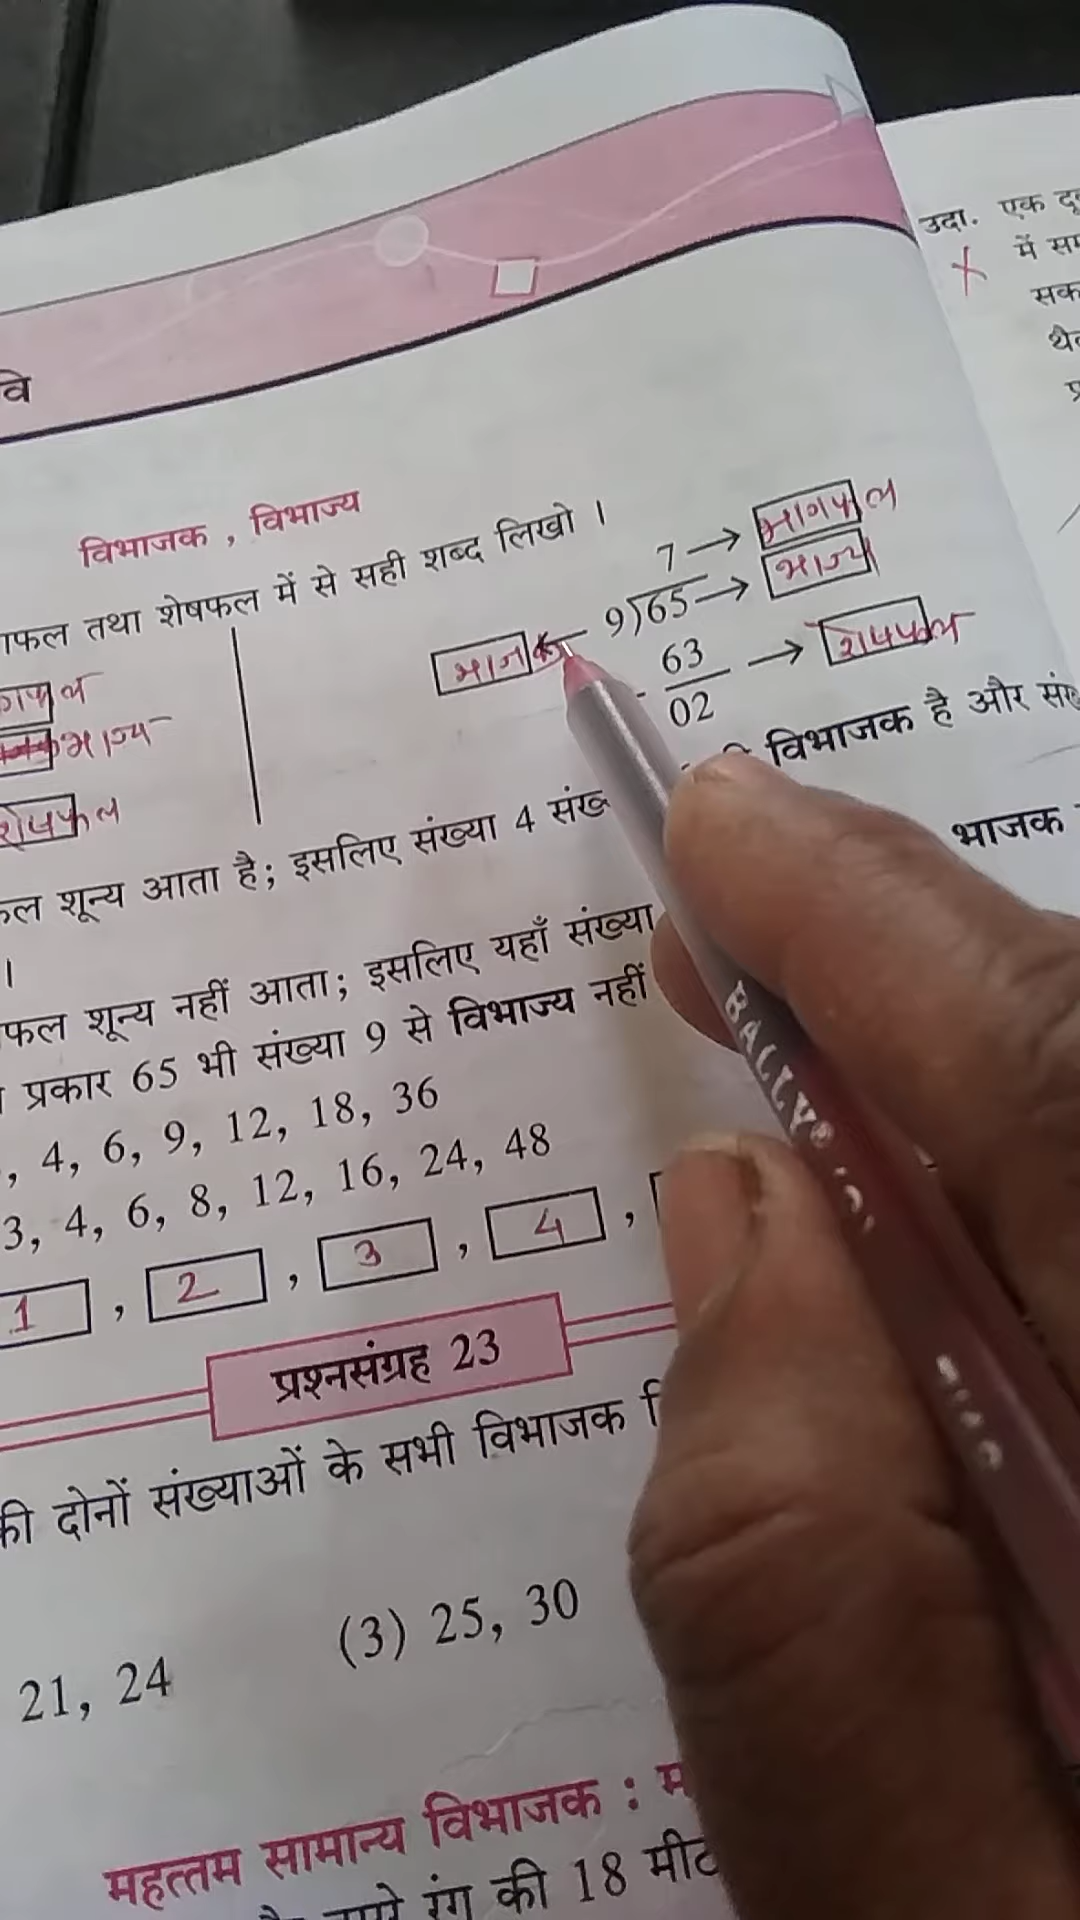 वि
उदा. एक
में
विभाजक , विभाज्य
तथा शेषफल में से सही शब्द लिखो ।
7 → भागफल
भाजक ← 9)65 → भाज्य
- 63 → शेषफल
02
भाज्य
शेषफल
शून्य आता है; इसलिए संख्या 4
विभाजक है और
भाजक
।
शून्य नहीं आता; इसलिए यहाँ संख्या
प्रकार 65 भी संख्या 9 से विभाज्य नहीं
, 4, 6, 9, 12, 18, 36
3, 4, 6, 8, 12, 16, 24, 48
1 , 2 , 3 , 4 ,
प्रश्नसंग्रह 23
की दोनों संख्याओं के सभी विभाजक
(3) 25, 30
21, 24
महत्तम सामान्य विभाजक :
रंग की 18
BALLY®